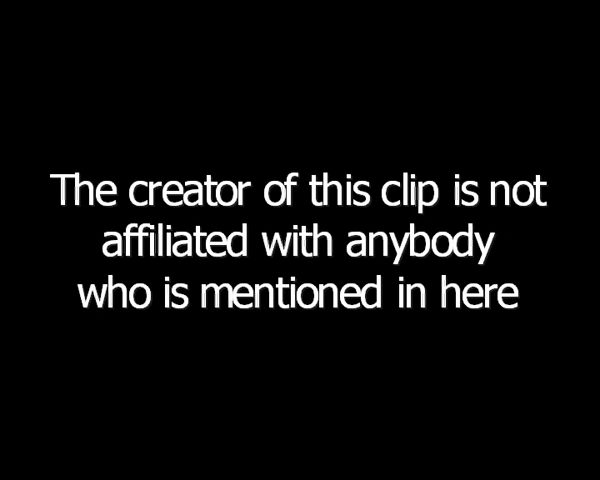 The creator of this clip is not
affiliated with anybody
who is mentioned in here